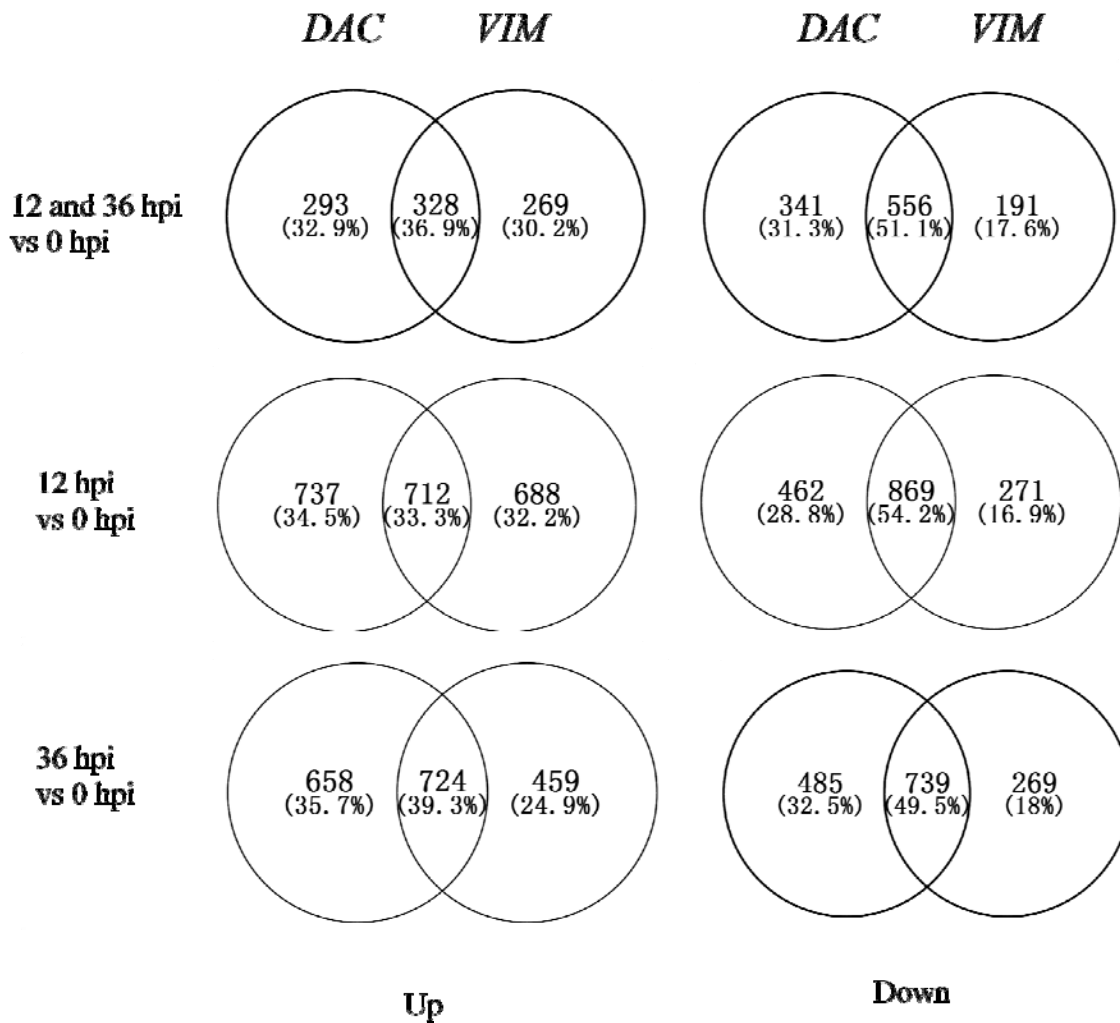 DAC VIM DAC VIM
12 and 36 hpi
vs 0 hpi
293 328 269 341 556 191
(32.9%) (36.9%) (30.2%) (31.3%) (51.1%) (17.6%)
12 hpi
vs 0 hpi
737 712 688 462 869 271
(34.5%) (33.3%) (32.2%) (28.8%) (54.2%) (16.9%)
36 hpi
vs 0 hpi
658 724 459 485 739 269
(35.7%) (39.3%) (24.9%) (32.5%) (49.5%) (18%)
Up Down